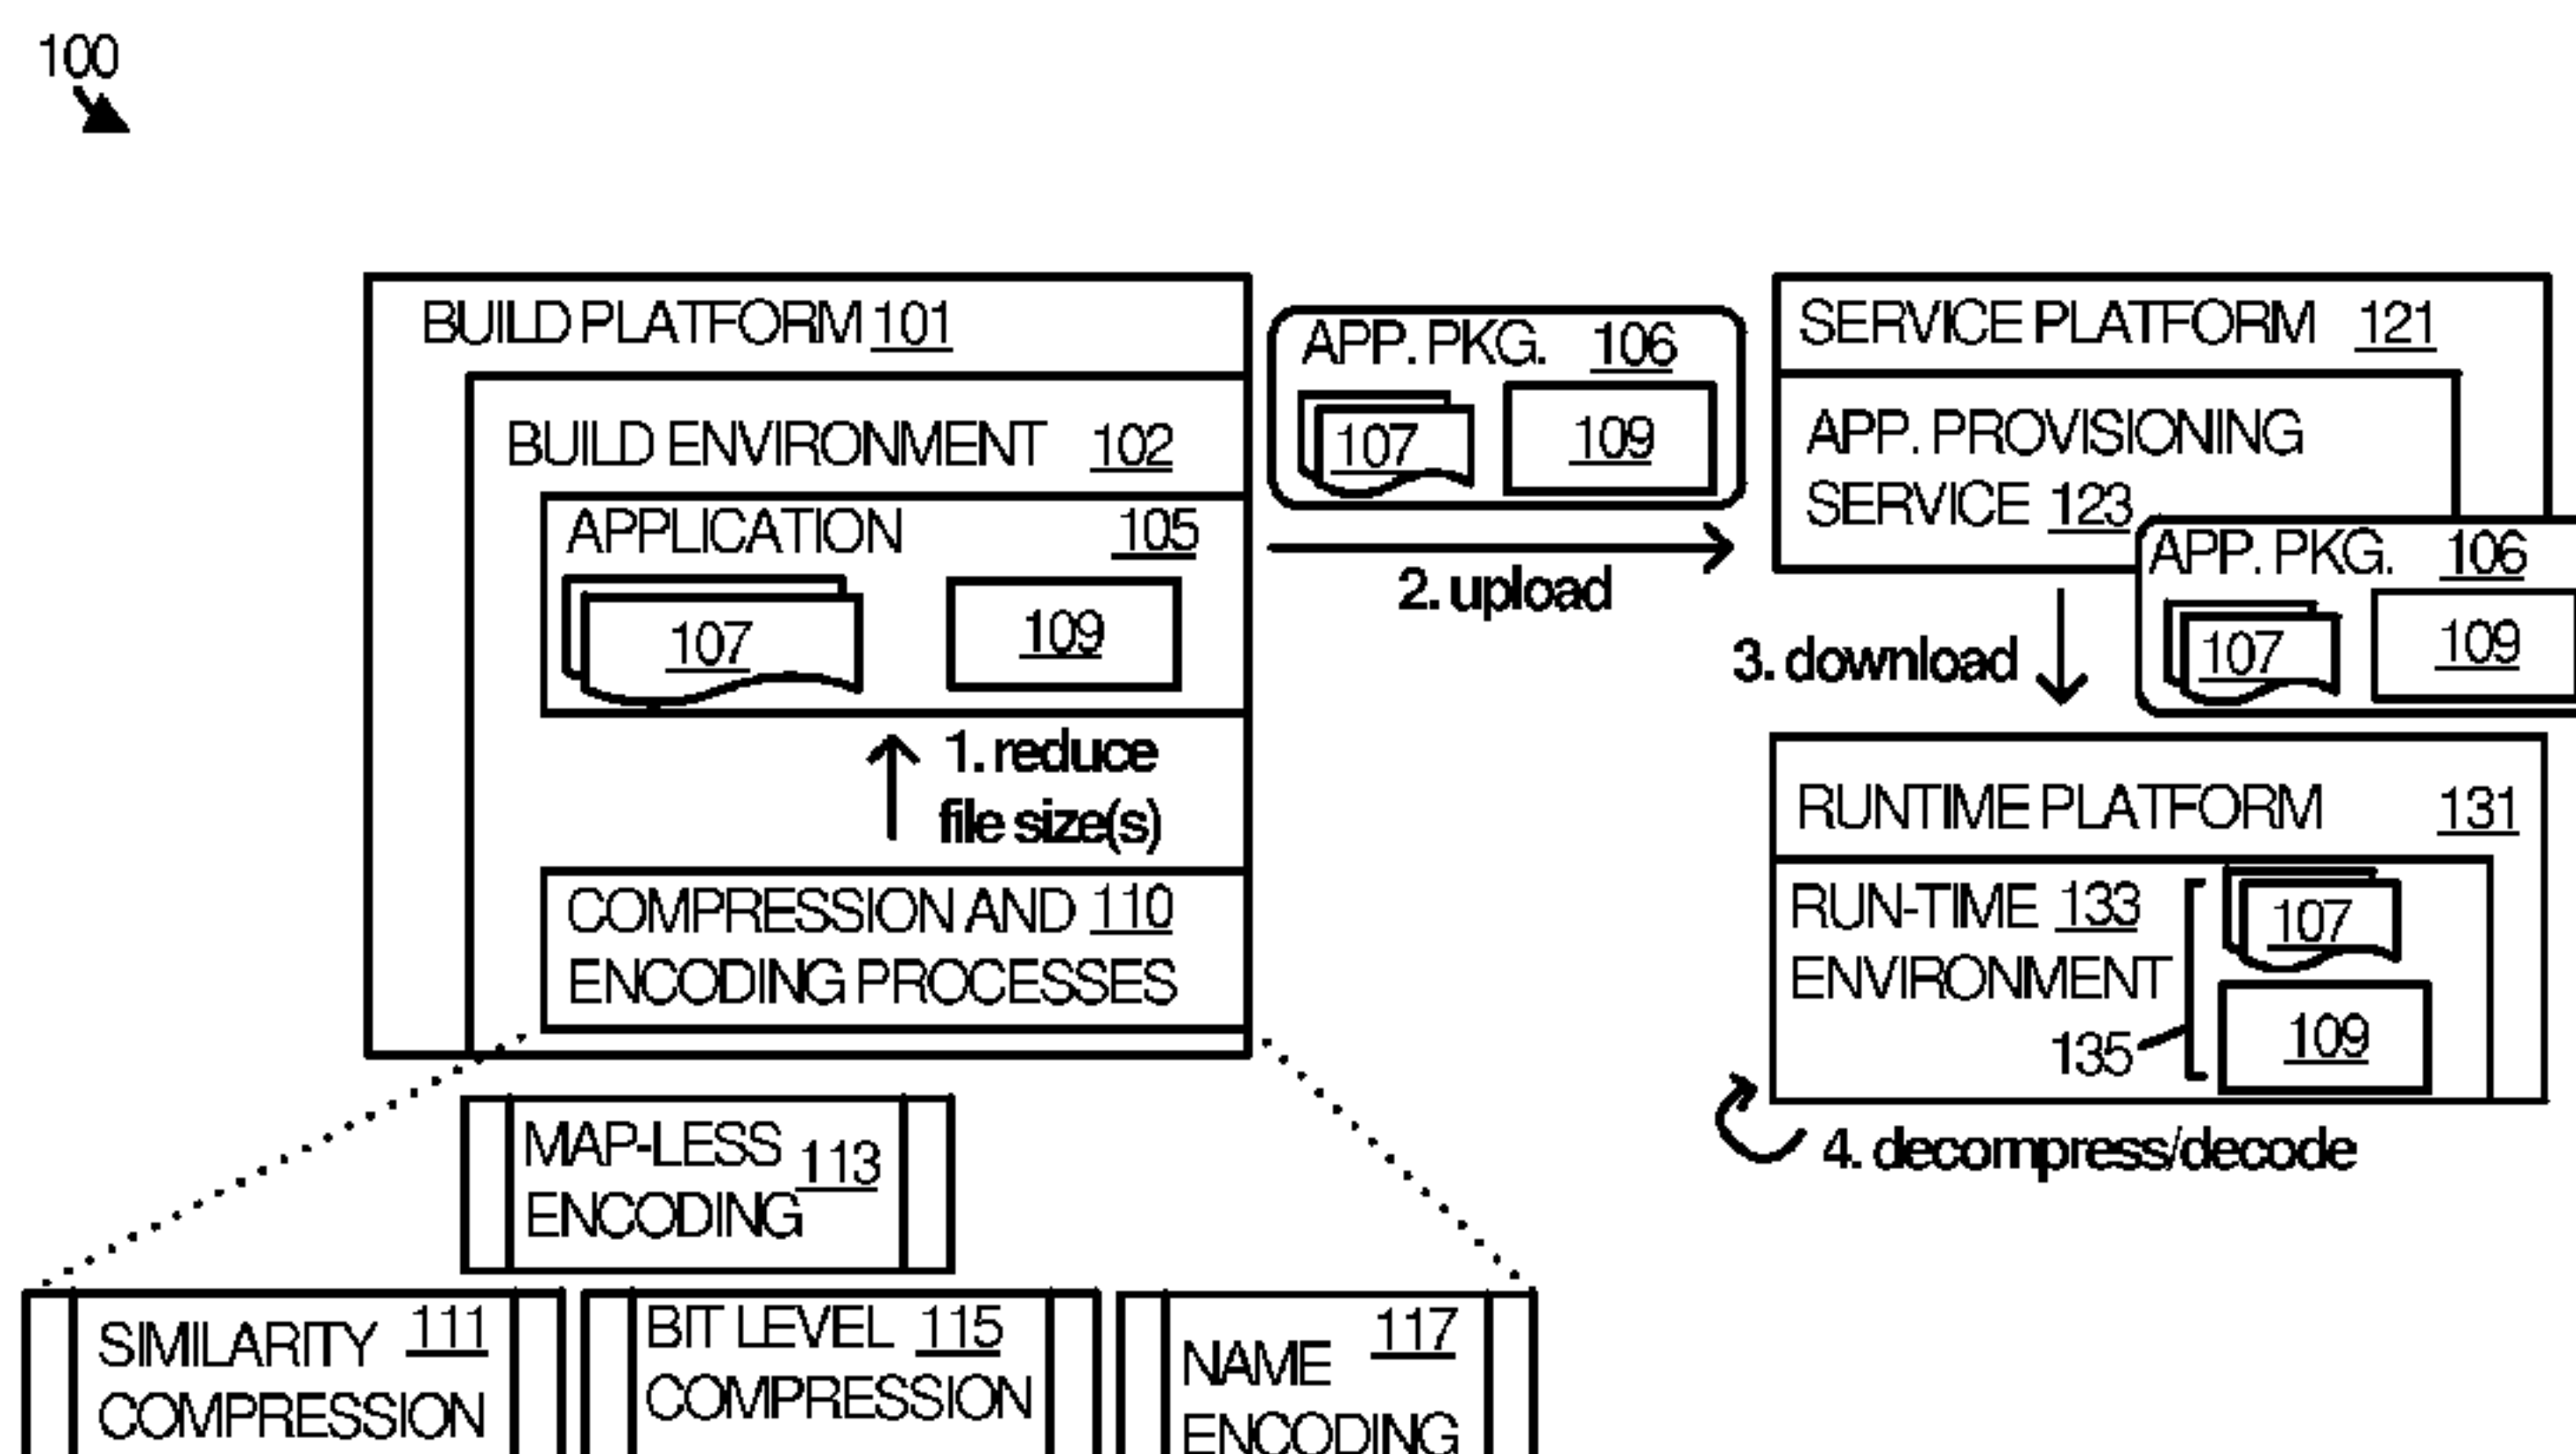 100
BUILD PLATFORM 101
BUILD ENVIRONMENT 102
APPLICATION 105
107 109
1. reduce
file size(s)
COMPRESSION AND 110
ENCODING PROCESSES
APP. PKG. 106
107 109
2. upload
SERVICE PLATFORM 121
APP. PROVISIONING
SERVICE 123
APP. PKG. 106
107 109
3. download
RUNTIME PLATFORM 131
RUN-TIME 133
ENVIRONMENT
107
109
135
4. decompress/decode
MAP-LESS 113
ENCODING
SIMILARITY 111
COMPRESSION
BIT LEVEL 115
COMPRESSION
NAME 117
ENCODING